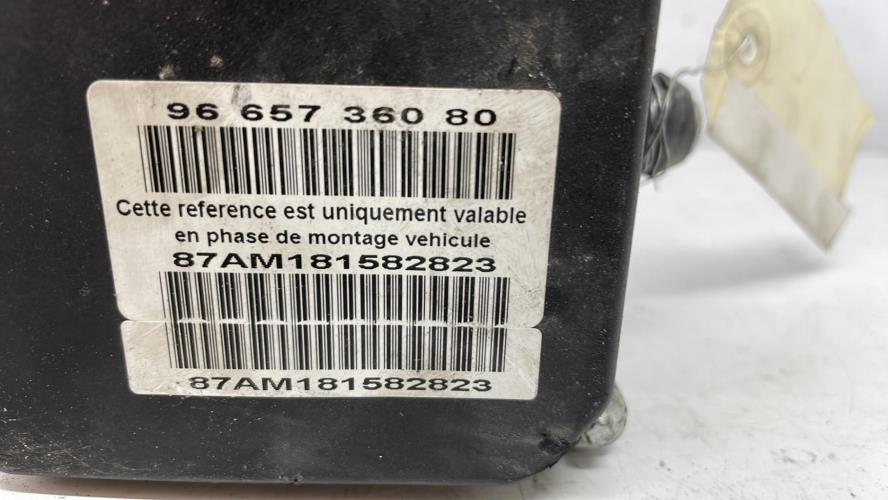 96 657 360 80
Cette reference est uniquement valable
en phase de montage vehicule
87AM181582823
87AM181582823